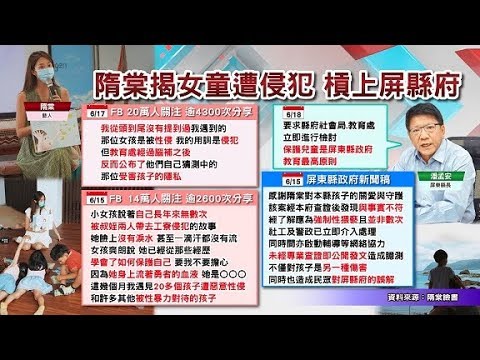 隋棠揭女童遭侵犯 槓上屏縣府
隋棠
藝人
6/17 FB 20萬人關注 逾4300次分享
我從頭到尾沒有提到過我遇到的
那位女孩是被性侵 我的用詞是侵犯
但教育處經過腦補之後
反而公布了他們自己猜測中的
那位受害孩子的隱私
6/15 FB 14萬人關注 逾2600次分享
小女孩說著自己長年來無數次
被叔姪兩人帶去工寮侵犯的故事
她臉上沒有淚水 甚至一滴汗都沒有流
女孩爽朗說 她已經從那些經歷
學會了如何保護自己 要我不要擔心
因為她身上流著勇者的血液 她是○○○
這幾個月我遇見20多個孩子遭惡意性侵
和許多其他被性暴力對待的孩子
6/18
要求縣府社會局.教育處
立即進行檢討
保護兒童是屏東縣政府
教育最高原則
潘孟安
屏東縣長
6/15 屏東縣政府新聞稿
感謝隋棠對本縣孩子的關愛與守護
該案經本府查證後發現與事實不符
經了解應為強制性猥褻且並非數次
社工及警政已立即介入處理
同時間亦啟動輔導等網絡協力
未經專業查證即公開發文造成臆測
不僅對孩子是另一種傷害
同時也造成民眾對屏縣府的誤解
資料來源：隋棠臉書